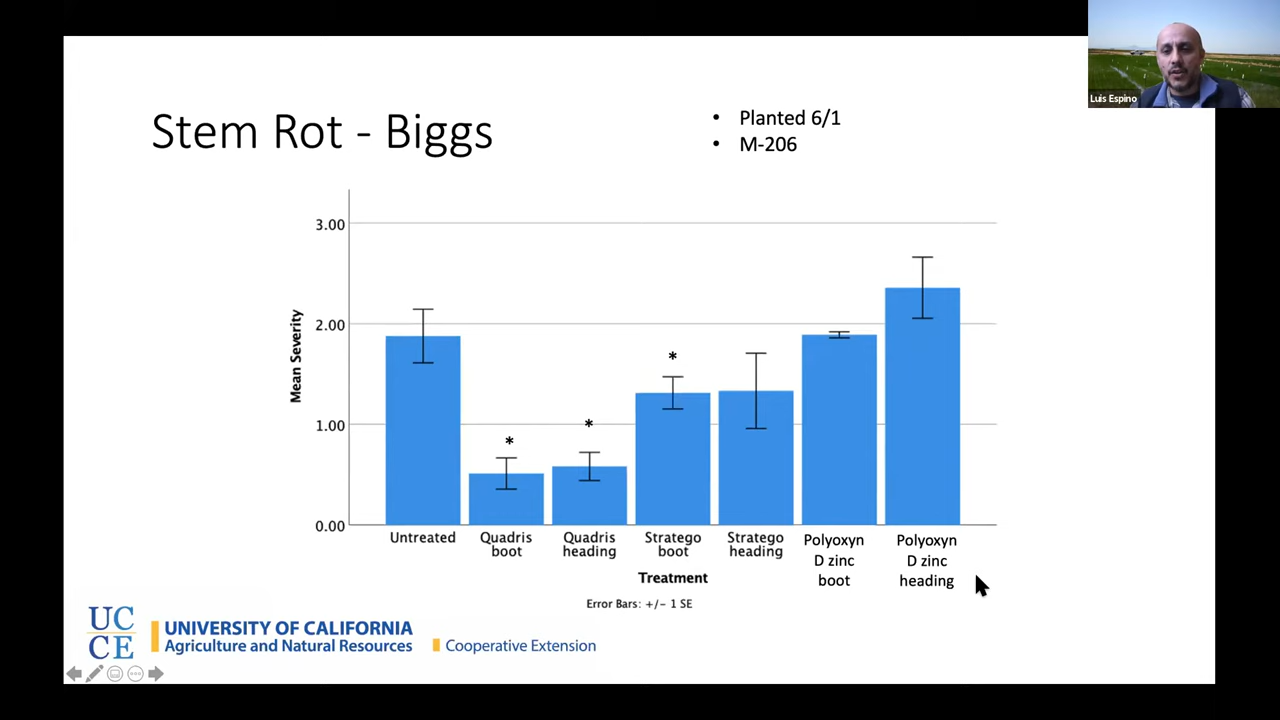 Luis Espino
Stem Rot - Biggs
• Planted 6/1
• M-206
3.00
2.00
1.00
0.00
Mean Severity
*
*
*
Untreated
Quadris
boot
Quadris
heading
Stratego
boot
Stratego
heading
Polyoxyn
D zinc
boot
Polyoxyn
D zinc
heading
Treatment
Error Bars: +/- 1 SE
UC
CE
UNIVERSITY OF CALIFORNIA
Agriculture and Natural Resources
Cooperative Extension